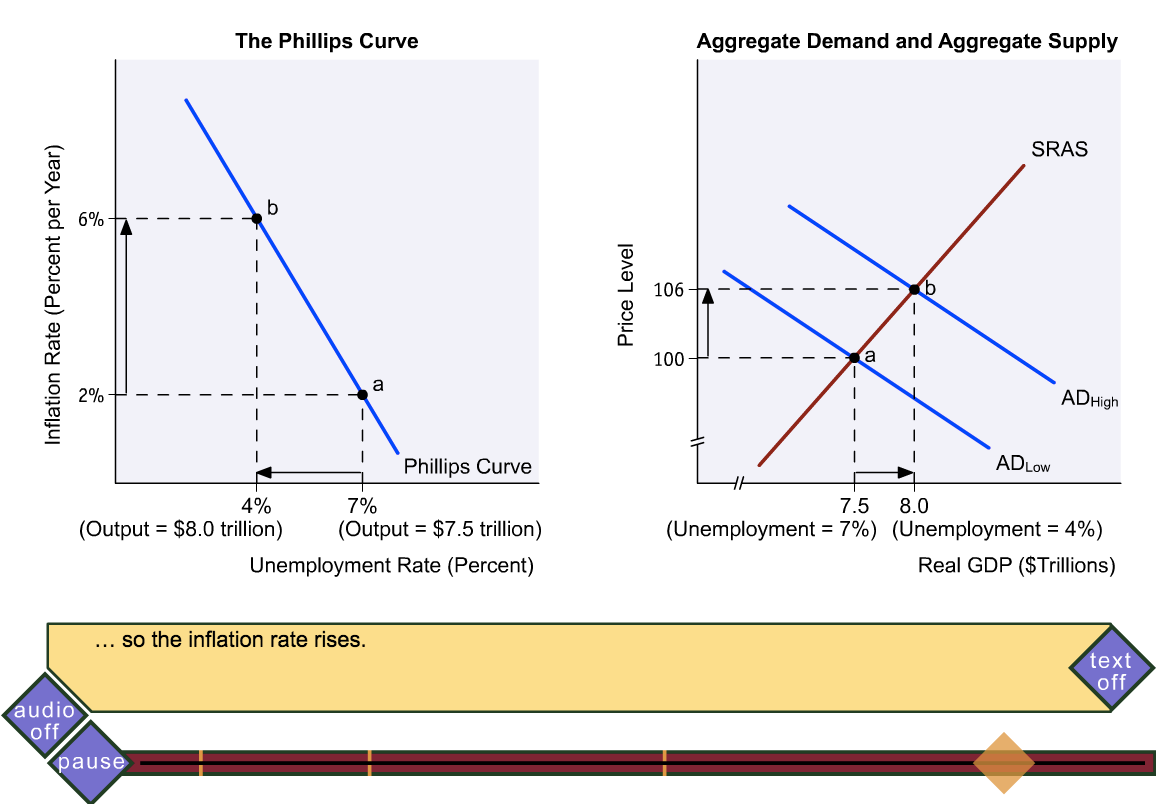 The Phillips Curve
Inflation Rate (Percent per Year)
6%
2%
b
a
Phillips Curve
4%
7%
(Output = $8.0 trillion)
(Output = $7.5 trillion)
Unemployment Rate (Percent)
Aggregate Demand and Aggregate Supply
Price Level
SRAS
106
100
b
a
ADHigh
ADLow
7.5
8.0
(Unemployment = 7%)
(Unemployment = 4%)
Real GDP ($Trillions)
… so the inflation rate rises.
text
off
audio
off
pause